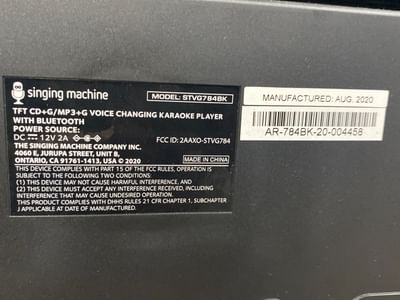 singing machine
MODEL: STVG784BK
TFT CD+G/MP3+G VOICE CHANGING KARAOKE PLAYER
WITH BLUETOOTH
POWER SOURCE:
DC 12V 2A
FCC ID: 2AAXO-STVG784
THE SINGING MACHINE COMPANY INC.
4060 E, JURUPA STREET, UNIT B,
ONTARIO, CA 91761-1413, USA © 2020
MADE IN CHINA
THIS DEVICE COMPLIES WITH PART 15 OF THE FCC RULES, OPERATION IS
SUBJECT TO THE FOLLOWING TWO CONDITIONS:
(1) THIS DEVICE MAY NOT CAUSE HARMFUL INTERFERENCE, AND
(2) THIS DEVICE MUST ACCEPT ANY INTERFERENCE RECEIVED, INCLUDING
INTERFERENCE THAT MAY CAUSE UNDESIRED OPERATION.
THIS PRODUCT COMPLIES WITH DHHS RULES 21 CFR CHAPTER 1, SUBCHAPTER
J APPLICABLE AT DATE OF MANUFACTURE.
MANUFACTURED: AUG. 2020
AR-784BK-20-004458